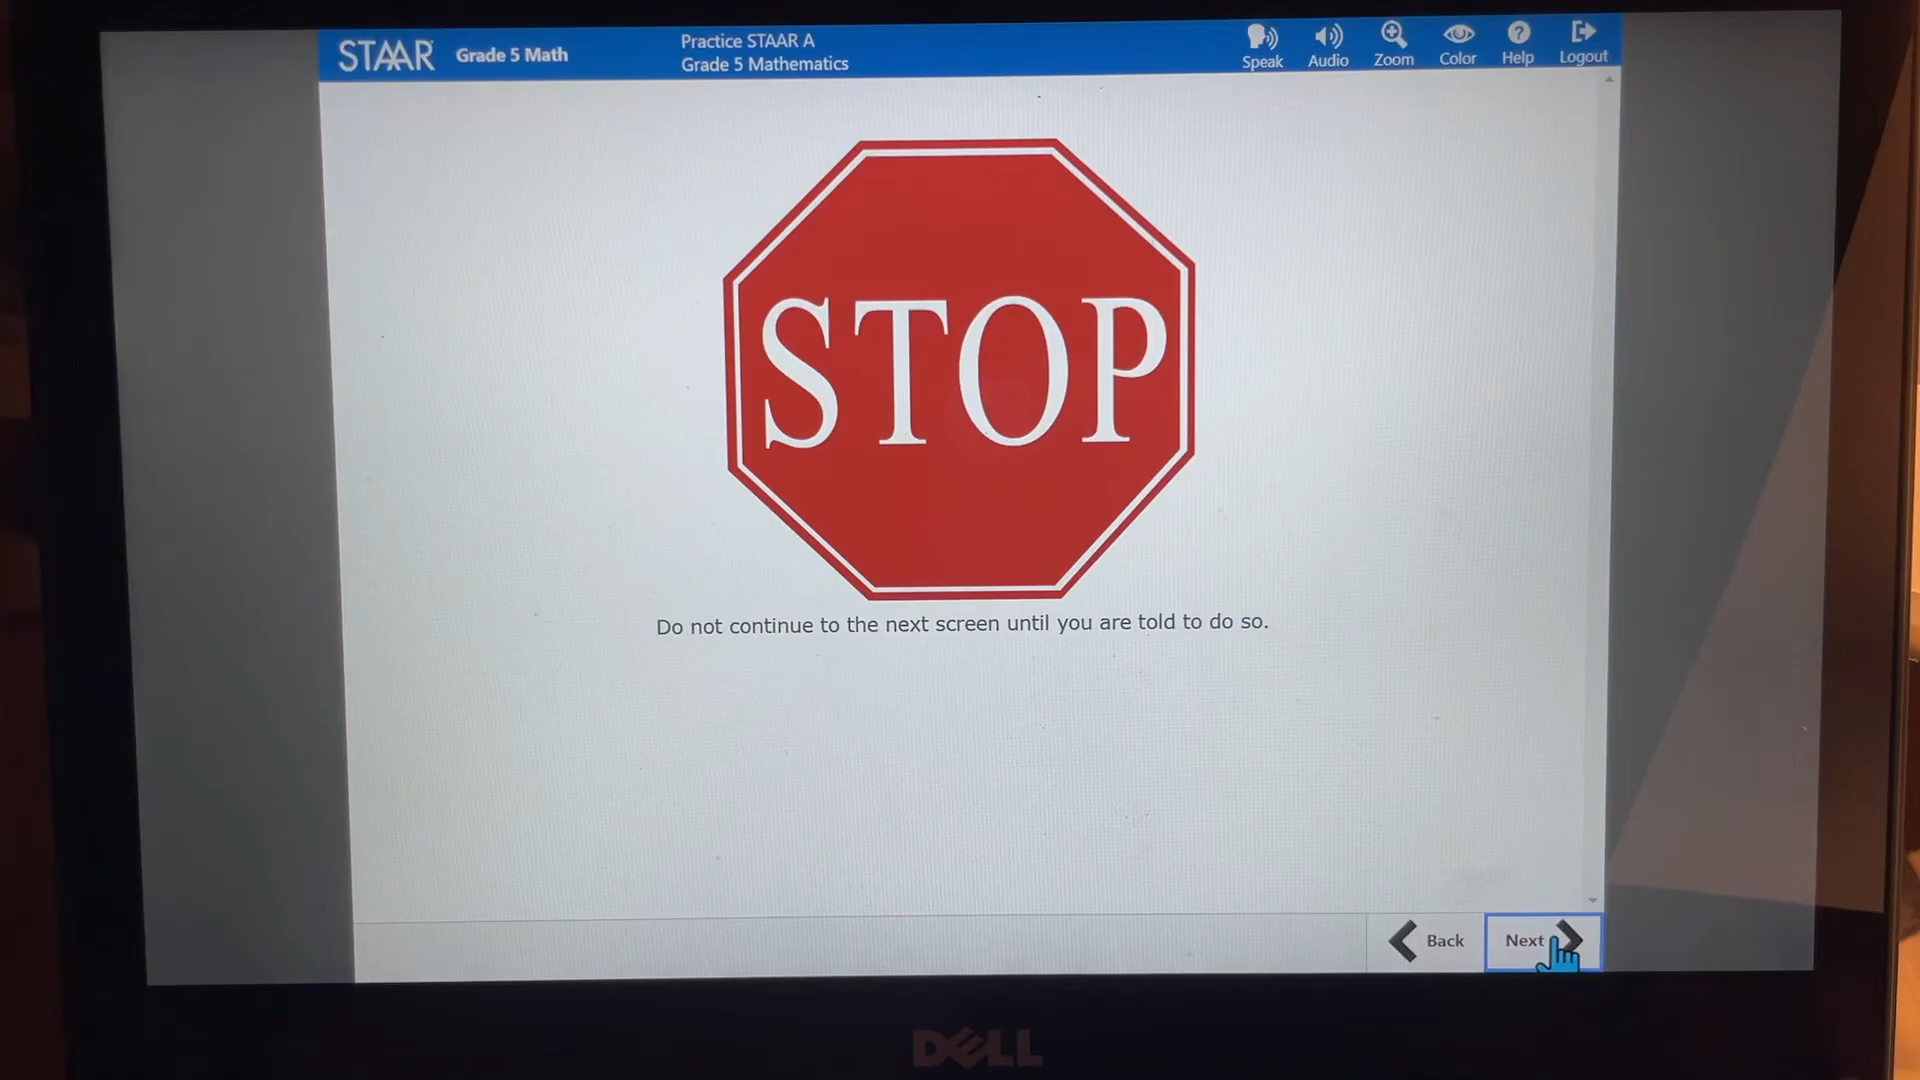 STAAR Grade 5 Math
Practice STAAR A
Grade 5 Mathematics
Speak Audio Zoom Color Help Logout
STOP
Do not continue to the next screen until you are told to do so.
Back Next
DELL